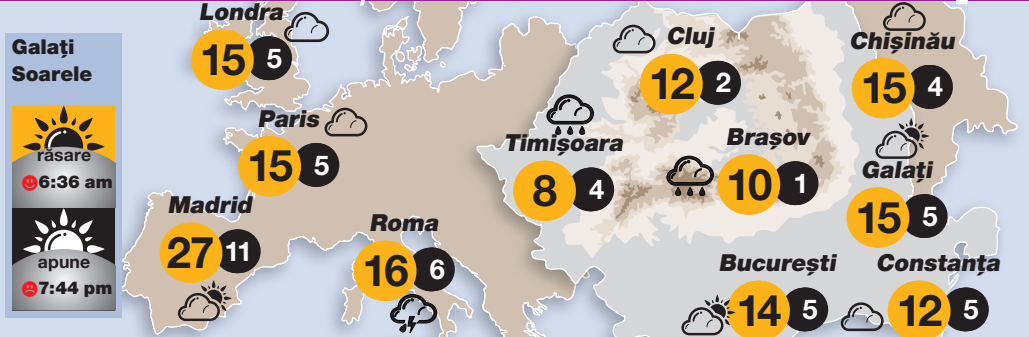 Galați
Soarele
răsare
6:36 am
apune
7:44 pm
Londra
15 5
Paris
15 5
Madrid
27 11
Roma
16 6
Cluj
12 2
Timișoara
8 4
Brașov
10 1
Chișinău
15 4
Galați
15 5
București
14 5
Constanța
12 5